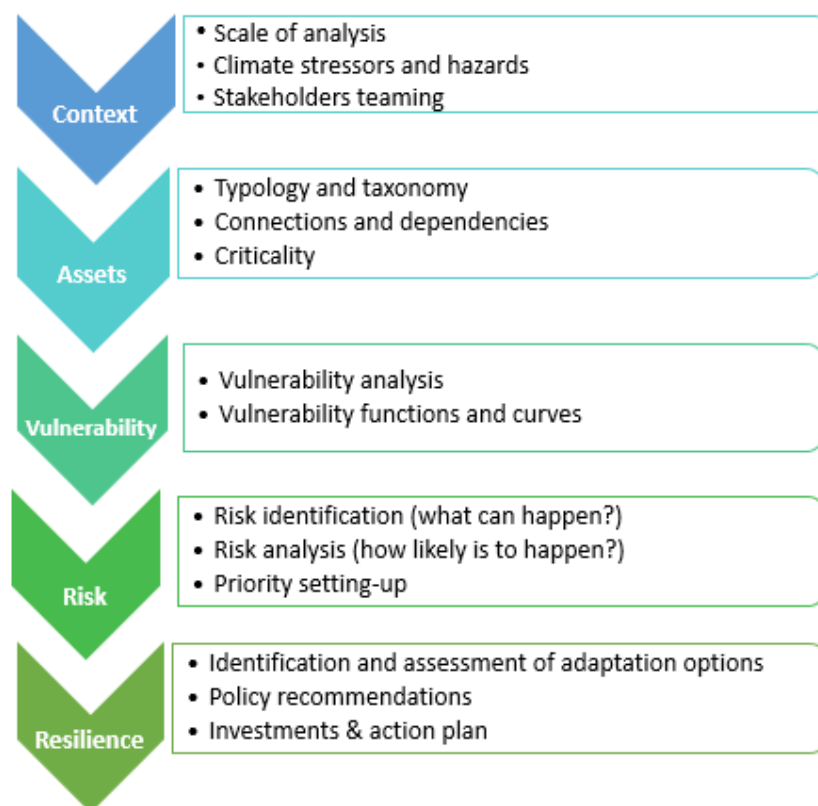 • Scale of analysis
• Climate stressors and hazards
• Stakeholders teaming
Context
• Typology and taxonomy
• Connections and dependencies
• Criticality
Assets
• Vulnerability analysis
• Vulnerability functions and curves
Vulnerability
• Risk identification (what can happen?)
• Risk analysis (how likely is to happen?)
• Priority setting-up
Risk
• Identification and assessment of adaptation options
• Policy recommendations
• Investments & action plan
Resilience